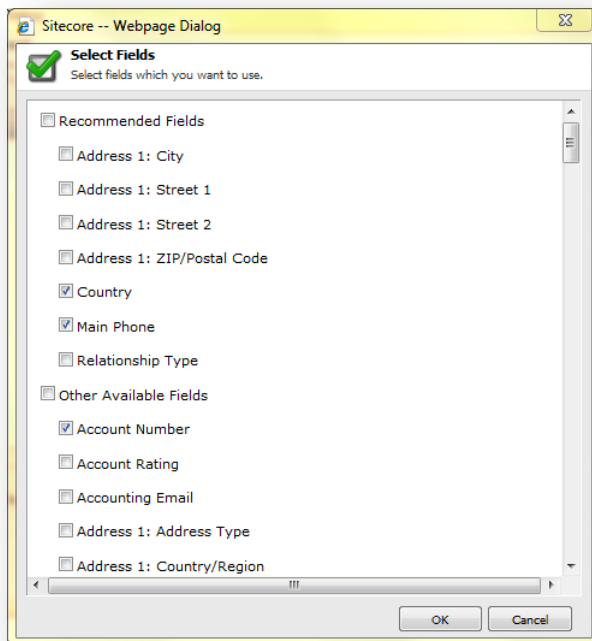 Sitecore -- Webpage Dialog
Select Fields
Select fields which you want to use.
Recommended Fields
Address 1: City
Address 1: Street 1
Address 1: Street 2
Address 1: ZIP/Postal Code
Country
Main Phone
Relationship Type
Other Available Fields
Account Number
Account Rating
Accounting Email
Address 1: Address Type
Address 1: Country/Region
OK Cancel